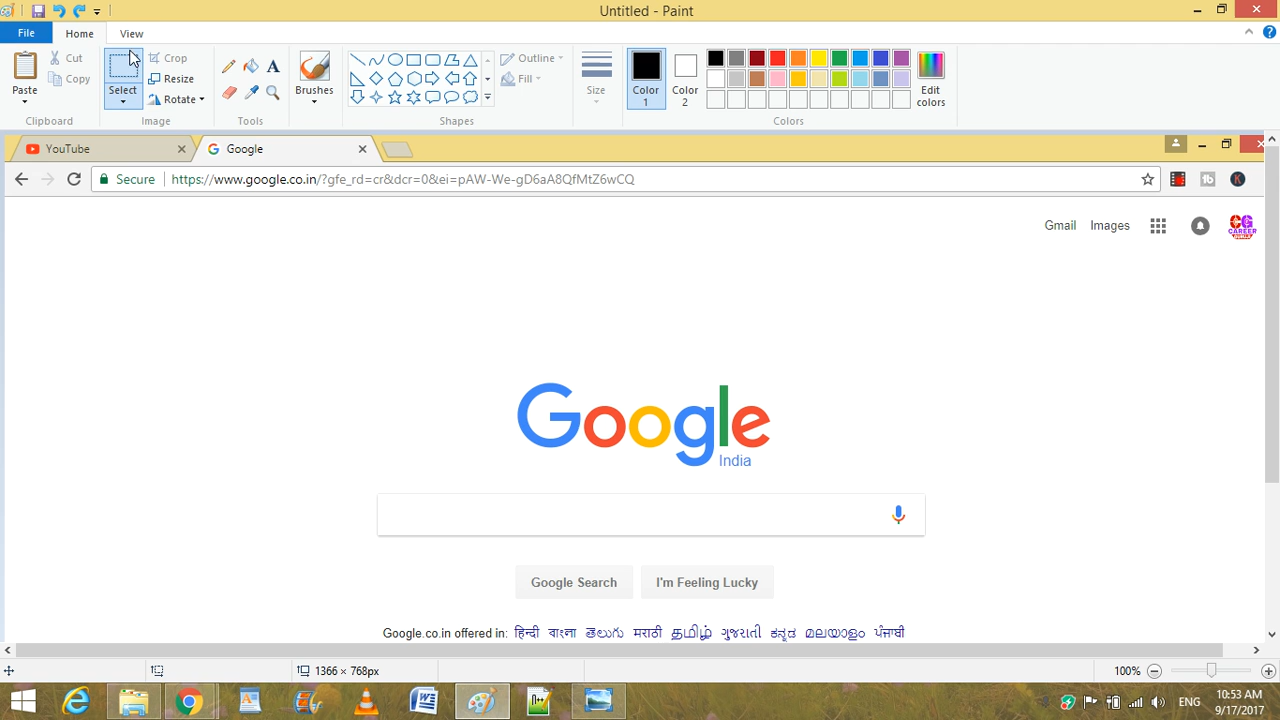 Untitled - Paint
File Home View
Paste
Cut
Copy
Clipboard
Select
Crop
Resize
Rotate
Image
Tools
Brushes
Shapes
Outline
Fill
Size
Color 1
Color 2
Edit colors
Colors
YouTube
Google
Secure https://www.google.co.in/?gfe_rd=cr&dcr=0&ei=pAW-We-gD6aA8QfMtZ6wCQ
Gmail Images
CG CAREER
Google
India
Google Search I'm Feeling Lucky
Google.co.in offered in: हिन्दी বাংলা తెలుగు मराठी தமிழ் ગુજરાતી ಕನ್ನಡ മലയാളം ਪੰਜਾਬੀ
1366 × 768px 100%
ENG
10:53 AM
9/17/2017